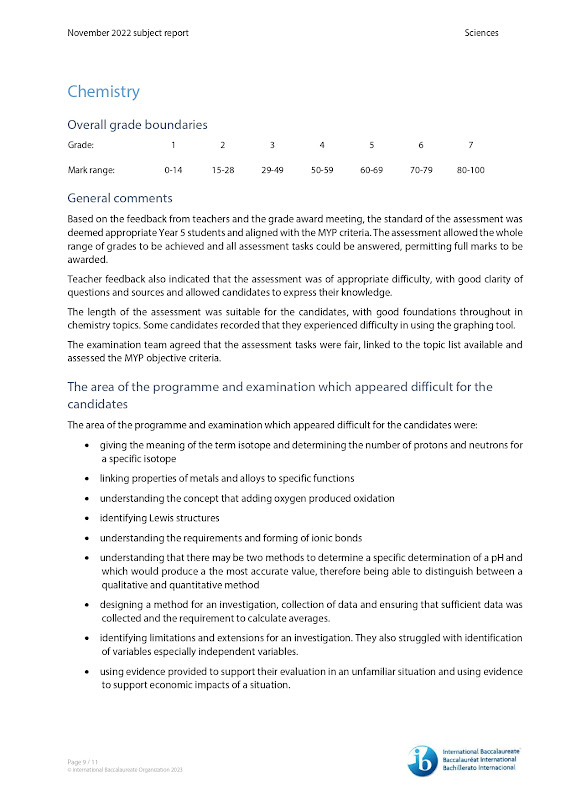 November 2022 subject report Sciences
Chemistry
Overall grade boundaries
Grade: 1 2 3 4 5 6 7
Mark range: 0-14 15-28 29-49 50-59 60-69 70-79 80-100
General comments
Based on the feedback from teachers and the grade award meeting, the standard of the assessment was
deemed appropriate Year 5 students and aligned with the MYP criteria. The assessment allowed the whole
range of grades to be achieved and all assessment tasks could be answered, permitting full marks to be
awarded.
Teacher feedback also indicated that the assessment was of appropriate difficulty, with good clarity of
questions and sources and allowed candidates to express their knowledge.
The length of the assessment was suitable for the candidates, with good foundations throughout in
chemistry topics. Some candidates recorded that they experienced difficulty in using the graphing tool.
The examination team agreed that the assessment tasks were fair, linked to the topic list available and
assessed the MYP objective criteria.
The area of the programme and examination which appeared difficult for the
candidates
The area of the programme and examination which appeared difficult for the candidates were:
• giving the meaning of the term isotope and determining the number of protons and neutrons for
a specific isotope
• linking properties of metals and alloys to specific functions
• understanding the concept that adding oxygen produced oxidation
• identifying Lewis structures
• understanding the requirements and forming of ionic bonds
• understanding that there may be two methods to determine a specific determination of a pH and
which would produce a the most accurate value, therefore being able to distinguish between a
qualitative and quantitative method
• designing a method for an investigation, collection of data and ensuring that sufficient data was
collected and the requirement to calculate averages.
• identifying limitations and extensions for an investigation. They also struggled with identification
of variables especially independent variables.
• using evidence provided to support their evaluation in an unfamiliar situation and using evidence
to support economic impacts of a situation.
Page 9 / 11
© International Baccalaureate Organization 2023
ib
International Baccalaureate
Baccalauréat International
Bachillerato Internacional